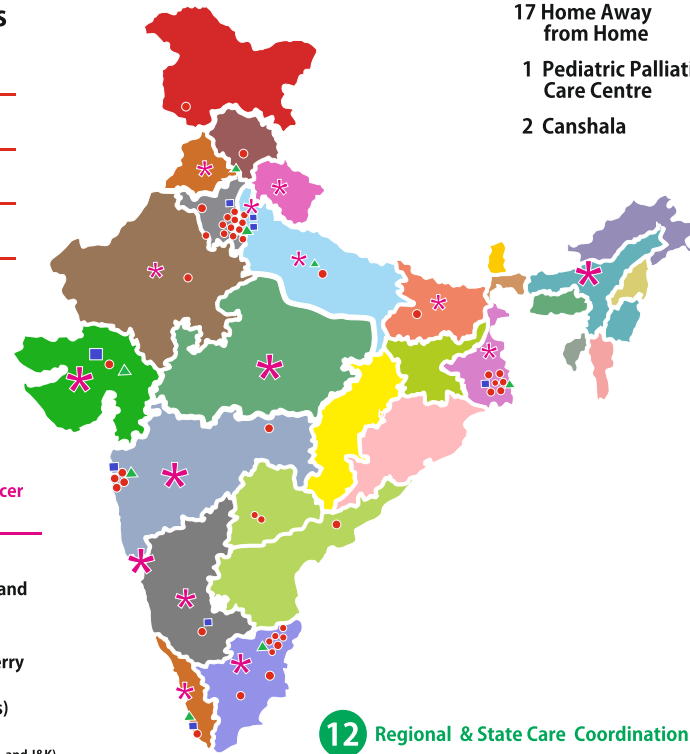 s
17 Home Away
from Home
1 Pediatric Palliati
Care Centre
2 Canshala
cer
and
erry
s)
and J&K)
12 Regional & State Care Coordination